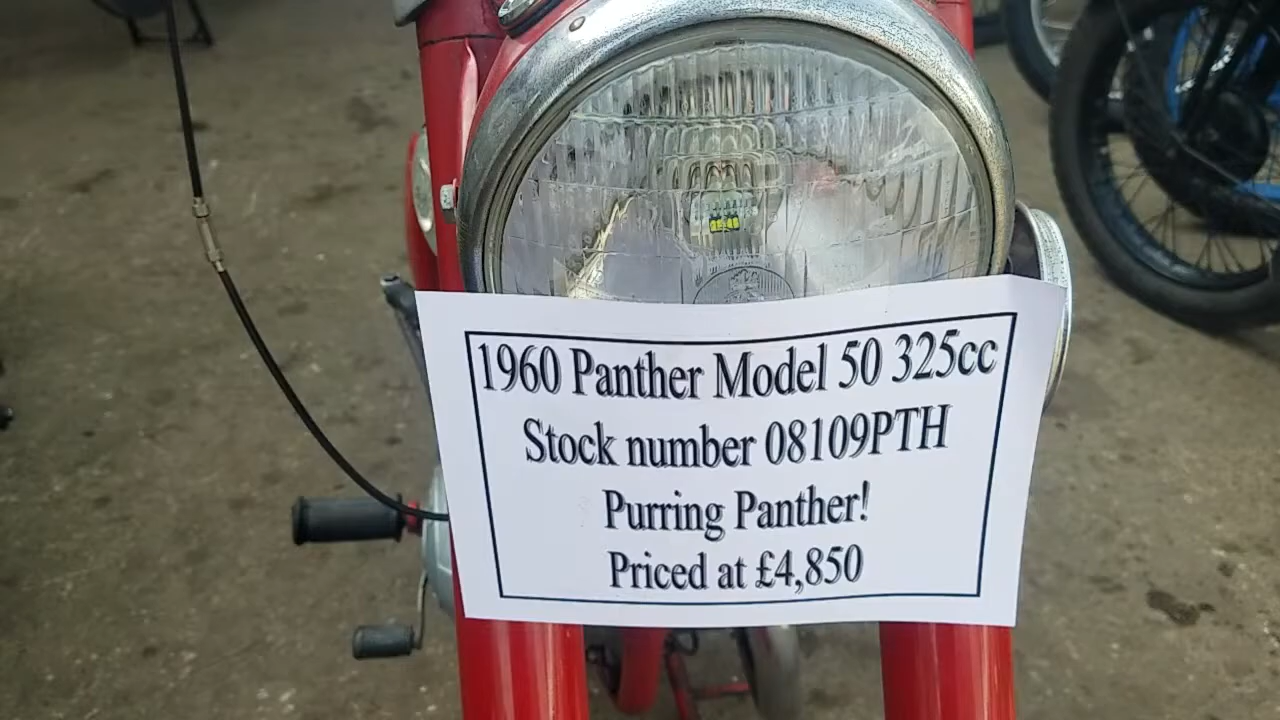 1960 Panther Model 50 325cc
Stock number 08109PTH
Purring Panther!
Priced at £4,850